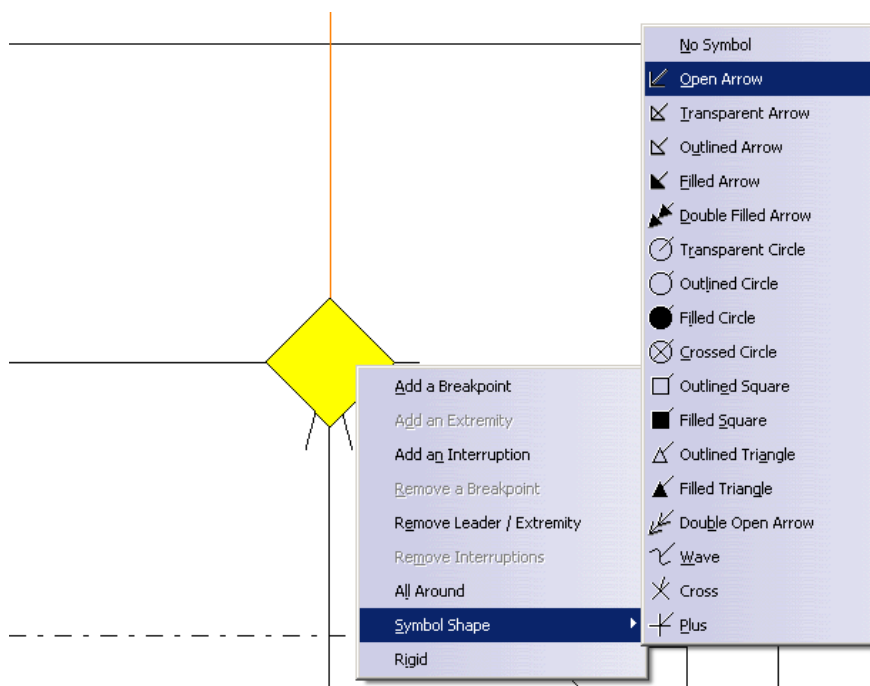 Add a Breakpoint
Add an Extremity
Add an Interruption
Remove a Breakpoint
Remove Leader / Extremity
Remove Interruptions
All Around
Symbol Shape
Rigid
No Symbol
Open Arrow
Transparent Arrow
Outlined Arrow
Filled Arrow
Double Filled Arrow
Transparent Circle
Outlined Circle
Filled Circle
Crossed Circle
Outlined Square
Filled Square
Outlined Triangle
Filled Triangle
Double Open Arrow
Wave
Cross
Plus